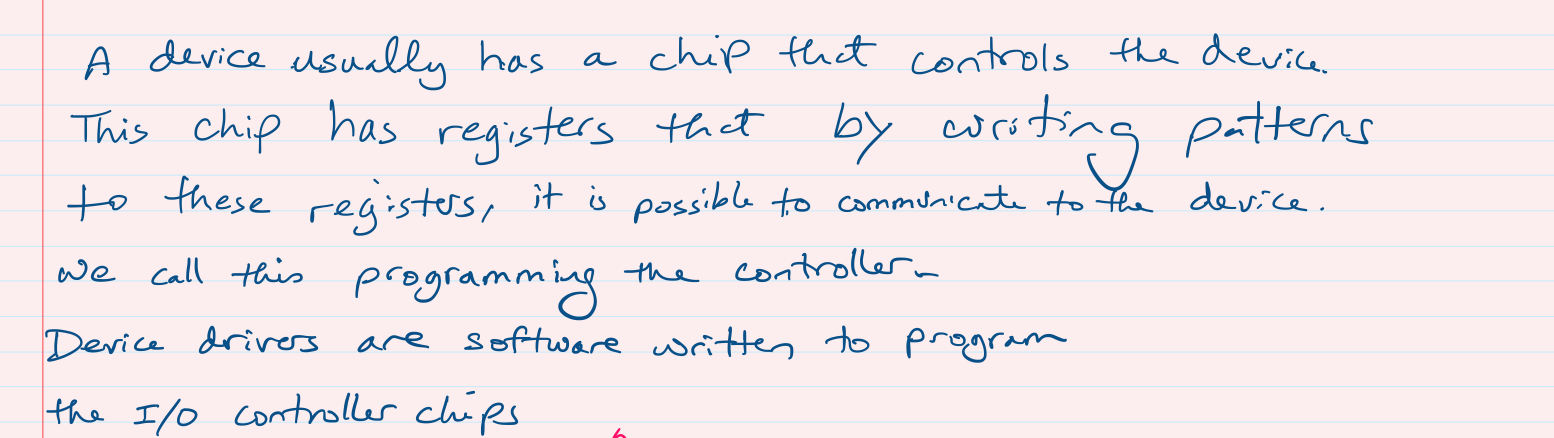 A device usually has a chip that controls the device.
This chip has registers that by writing patterns
to these registers, it is possible to communicate to the device.
we call this programming the controller.
Device drivers are software written to program
the I/O controller chips